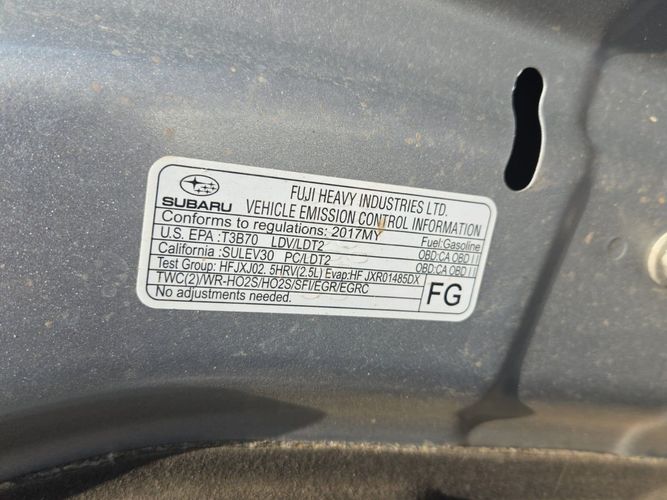 SUBARU
FUJI HEAVY INDUSTRIES LTD.
VEHICLE EMISSION CONTROL INFORMATION
Conforms to regulations: 2017MY Fuel:Gasoline
U.S. EPA :T3B70 LDV/LDT2 OBD:CA OBD II
California :SULEV30 PC/LDT2 OBD:CA OBD II
Test Group: HFJXJ02. 5HRV(2.5L) Evap:HF JXR01485DX
TWC(2)/WR-HO2S/HO2S/SFI/EGR/EGRC
No adjustments needed.
FG